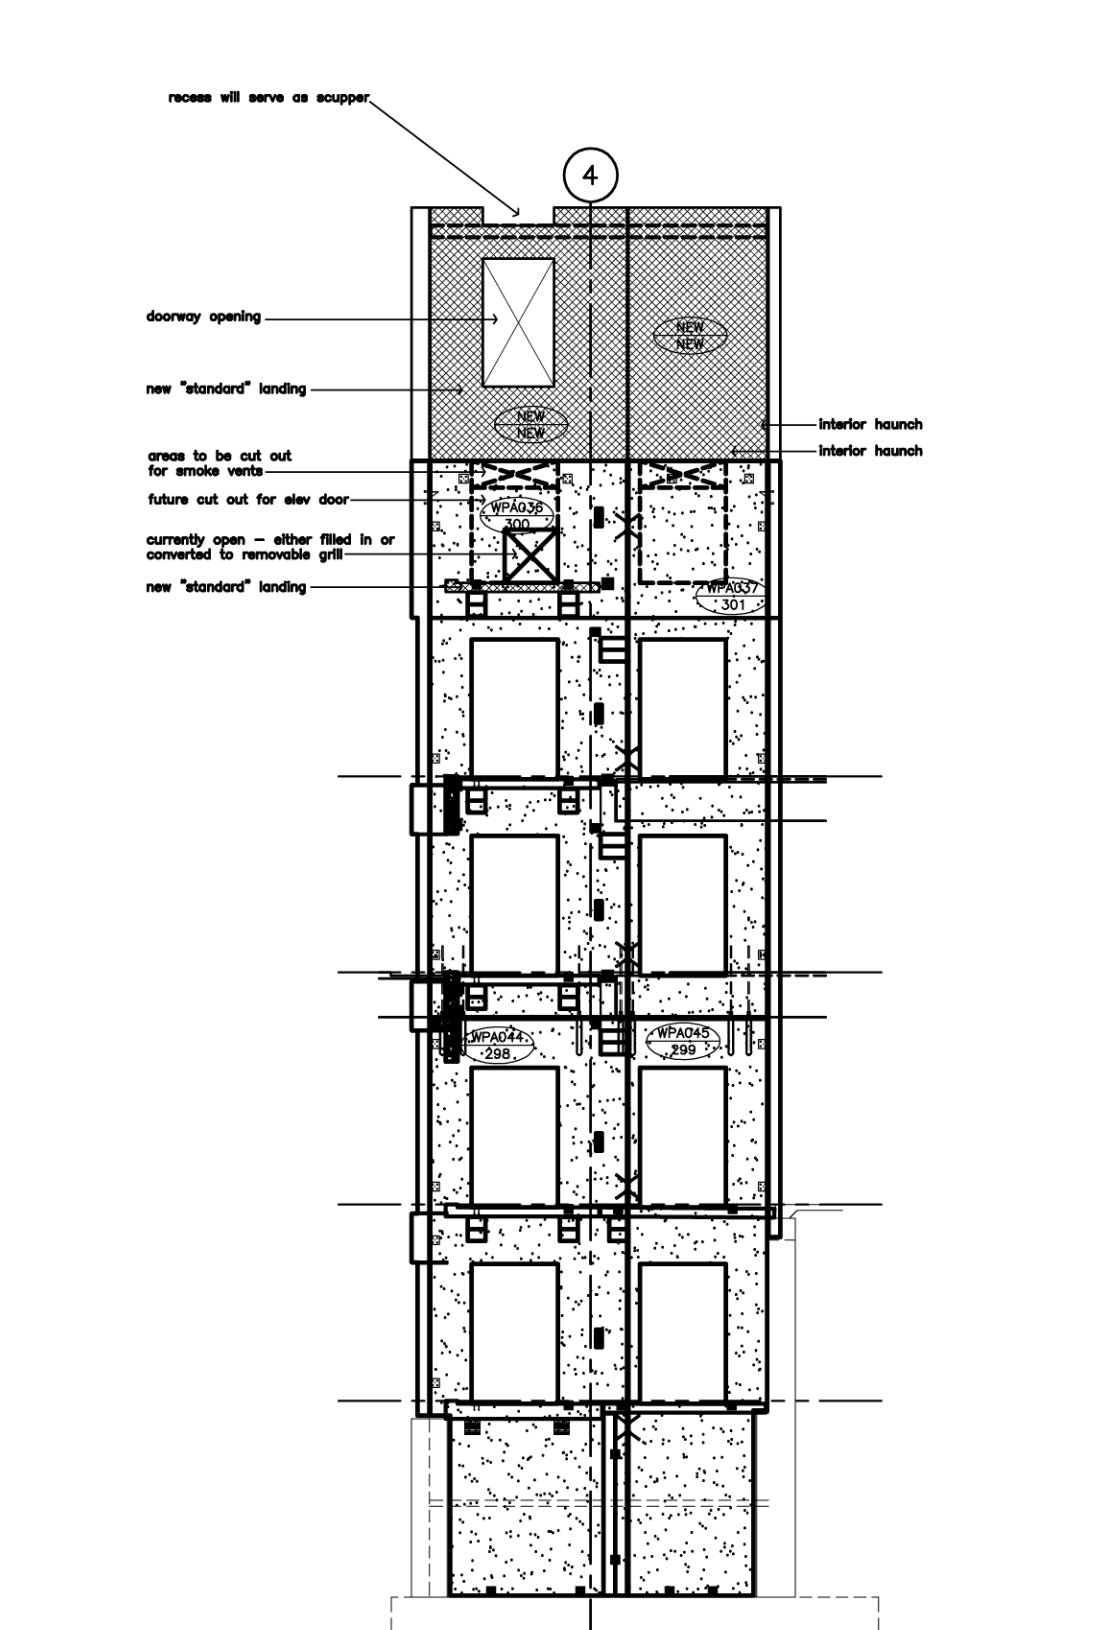 recess will serve as scupper
4
doorway opening
NEW
NEW
new "standard" landing
NEW
NEW
interior haunch
interior haunch
areas to be cut out
for smoke vents
future cut out for elev door
WPA036
300
currently open – either filled in or
converted to removable grill
new "standard" landing
WPA037
301
WPA044
298
WPA045
299